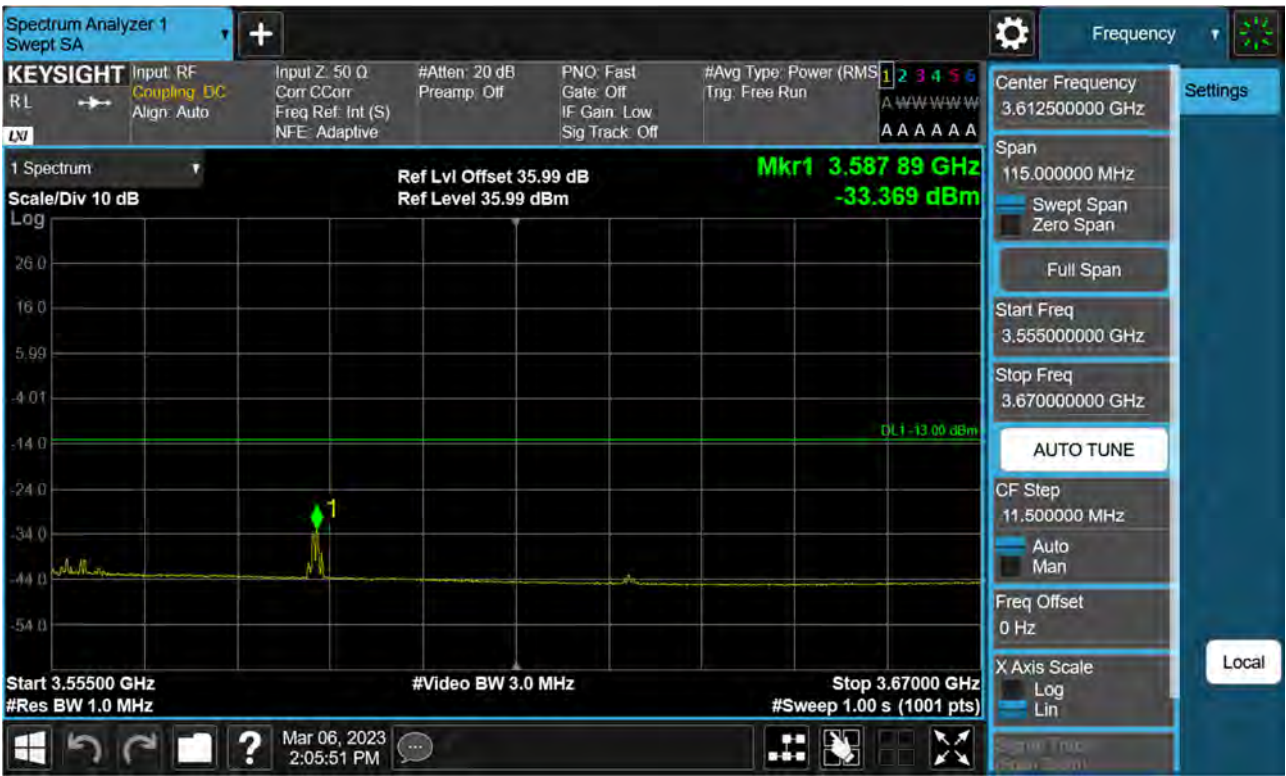 Spectrum Analyzer 1
Swept SA
+
Frequency
KEYSIGHT
R L
LXI
Input: RF
Coupling: DC
Align: Auto
Input Z: 50 Ω
Corr CCorr
Freq Ref: Int (S)
NFE: Adaptive
#Atten: 20 dB
Preamp: Off
PNO: Fast
Gate: Off
IF Gain: Low
Sig Track: Off
#Avg Type: Power (RMS
Trig: Free Run
1 2 3 4 5 6
A W W W W W
A A A A A A
1 Spectrum
Scale/Div 10 dB
Ref Lvl Offset 35.99 dB
Ref Level 35.99 dBm
Mkr1 3.587 89 GHz
-33.369 dBm
Log
26.0
16.0
5.99
-4.01
-14.0
-24.0
-34.0
-44.0
-54.0
DL1 -13.00 dBm
1
Start 3.55500 GHz
#Res BW 1.0 MHz
#Video BW 3.0 MHz
Stop 3.67000 GHz
#Sweep 1.00 s (1001 pts)
Center Frequency
3.612500000 GHz
Span
115.000000 MHz
Swept Span
Zero Span
Full Span
Start Freq
3.555000000 GHz
Stop Freq
3.670000000 GHz
AUTO TUNE
CF Step
11.500000 MHz
Auto
Man
Freq Offset
0 Hz
X Axis Scale
Log
Lin
Settings
Local
?
Mar 06, 2023
2:05:51 PM